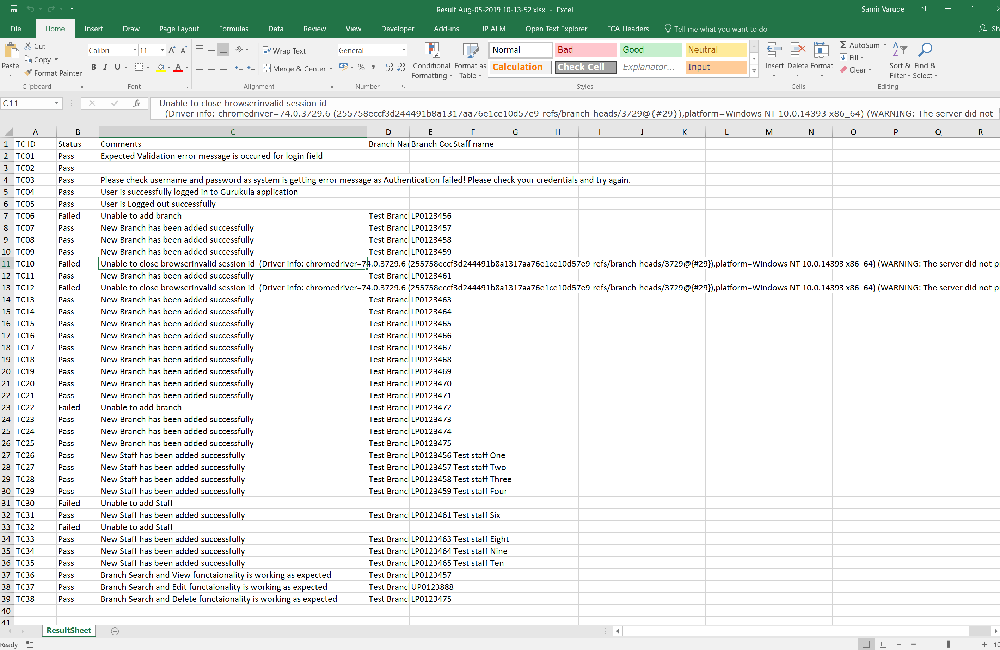 Result Aug-05-2019 10-13-52.xlsx - Excel
Samir Varude
File Home Insert Draw Page Layout Formulas Data Review View Developer Add-ins HP ALM Open Text Explorer FCA Headers Tell me what you want to do Sh
Paste
Cut
Copy
Format Painter
Clipboard
Calibri 11
B I U A
Font
Wrap Text
Merge & Center
Alignment
General
% ,
Number
Conditional Formatting
Format as Table
Normal Bad Good Neutral
Calculation Check Cell Explanator... Input
Styles
Insert Delete Format
Cells
AutoSum
Fill
Clear
Sort & Filter
Find & Select
Editing
C11
fx
Unable to close browserinvalid session id
(Driver info: chromedriver=74.0.3729.6 (255758eccf3d244491b8a1317aa76e1ce10d57e9-refs/branch-heads/3729@{#29}),platform=Windows NT 10.0.14393 x86_64) (WARNING: The server did not
A B C D E F G H I J K L M N O P Q R
1 TC ID Status Comments Branch Nar Branch Coc Staff name
2 TC01 Pass Expected Validation error message is occured for login field
3 TC02 Pass
4 TC03 Pass Please check username and password as system is getting error message as Authentication failed! Please check your credentials and try again.
5 TC04 Pass User is successfully logged in to Gurukula application
6 TC05 Pass User is Logged out successfully
7 TC06 Failed Unable to add branch Test Branch LP0123456
8 TC07 Pass New Branch has been added successfully Test Branch LP0123457
9 TC08 Pass New Branch has been added successfully Test Branch LP0123458
10 TC09 Pass New Branch has been added successfully Test Branch LP0123459
11 TC10 Failed Unable to close browserinvalid session id (Driver info: chromedriver=74.0.3729.6 (255758eccf3d244491b8a1317aa76e1ce10d57e9-refs/branch-heads/3729@{#29}),platform=Windows NT 10.0.14393 x86_64) (WARNING: The server did not pr
12 TC11 Pass New Branch has been added successfully Test Branch LP0123461
13 TC12 Failed Unable to close browserinvalid session id (Driver info: chromedriver=74.0.3729.6 (255758eccf3d244491b8a1317aa76e1ce10d57e9-refs/branch-heads/3729@{#29}),platform=Windows NT 10.0.14393 x86_64) (WARNING: The server did not pr
14 TC13 Pass New Branch has been added successfully Test Branch LP0123463
15 TC14 Pass New Branch has been added successfully Test Branch LP0123464
16 TC15 Pass New Branch has been added successfully Test Branch LP0123465
17 TC16 Pass New Branch has been added successfully Test Branch LP0123466
18 TC17 Pass New Branch has been added successfully Test Branch LP0123467
19 TC18 Pass New Branch has been added successfully Test Branch LP0123468
20 TC19 Pass New Branch has been added successfully Test Branch LP0123469
21 TC20 Pass New Branch has been added successfully Test Branch LP0123470
22 TC21 Pass New Branch has been added successfully Test Branch LP0123471
23 TC22 Failed Unable to add branch Test Branch LP0123472
24 TC23 Pass New Branch has been added successfully Test Branch LP0123473
25 TC24 Pass New Branch has been added successfully Test Branch LP0123474
26 TC25 Pass New Branch has been added successfully Test Branch LP0123475
27 TC26 Pass New Staff has been added successfully Test Branch LP0123456 Test staff One
28 TC27 Pass New Staff has been added successfully Test Branch LP0123457 Test staff Two
29 TC28 Pass New Staff has been added successfully Test Branch LP0123458 Test staff Three
30 TC29 Pass New Staff has been added successfully Test Branch LP0123459 Test staff Four
31 TC30 Failed Unable to add Staff
32 TC31 Pass New Staff has been added successfully Test Branch LP0123461 Test staff Six
33 TC32 Failed Unable to add Staff
34 TC33 Pass New Staff has been added successfully Test Branch LP0123463 Test staff Eight
35 TC34 Pass New Staff has been added successfully Test Branch LP0123464 Test staff Nine
36 TC35 Pass New Staff has been added successfully Test Branch LP0123465 Test staff Ten
37 TC36 Pass Branch Search and View functaionality is working as expected Test Branch LP0123457
38 TC37 Pass Branch Search and Edit functaionality is working as expected Test Branch UP0123888
39 TC38 Pass Branch Search and Delete functaionality is working as expected Test Branch LP0123475
40
41
ResultSheet
Ready
10